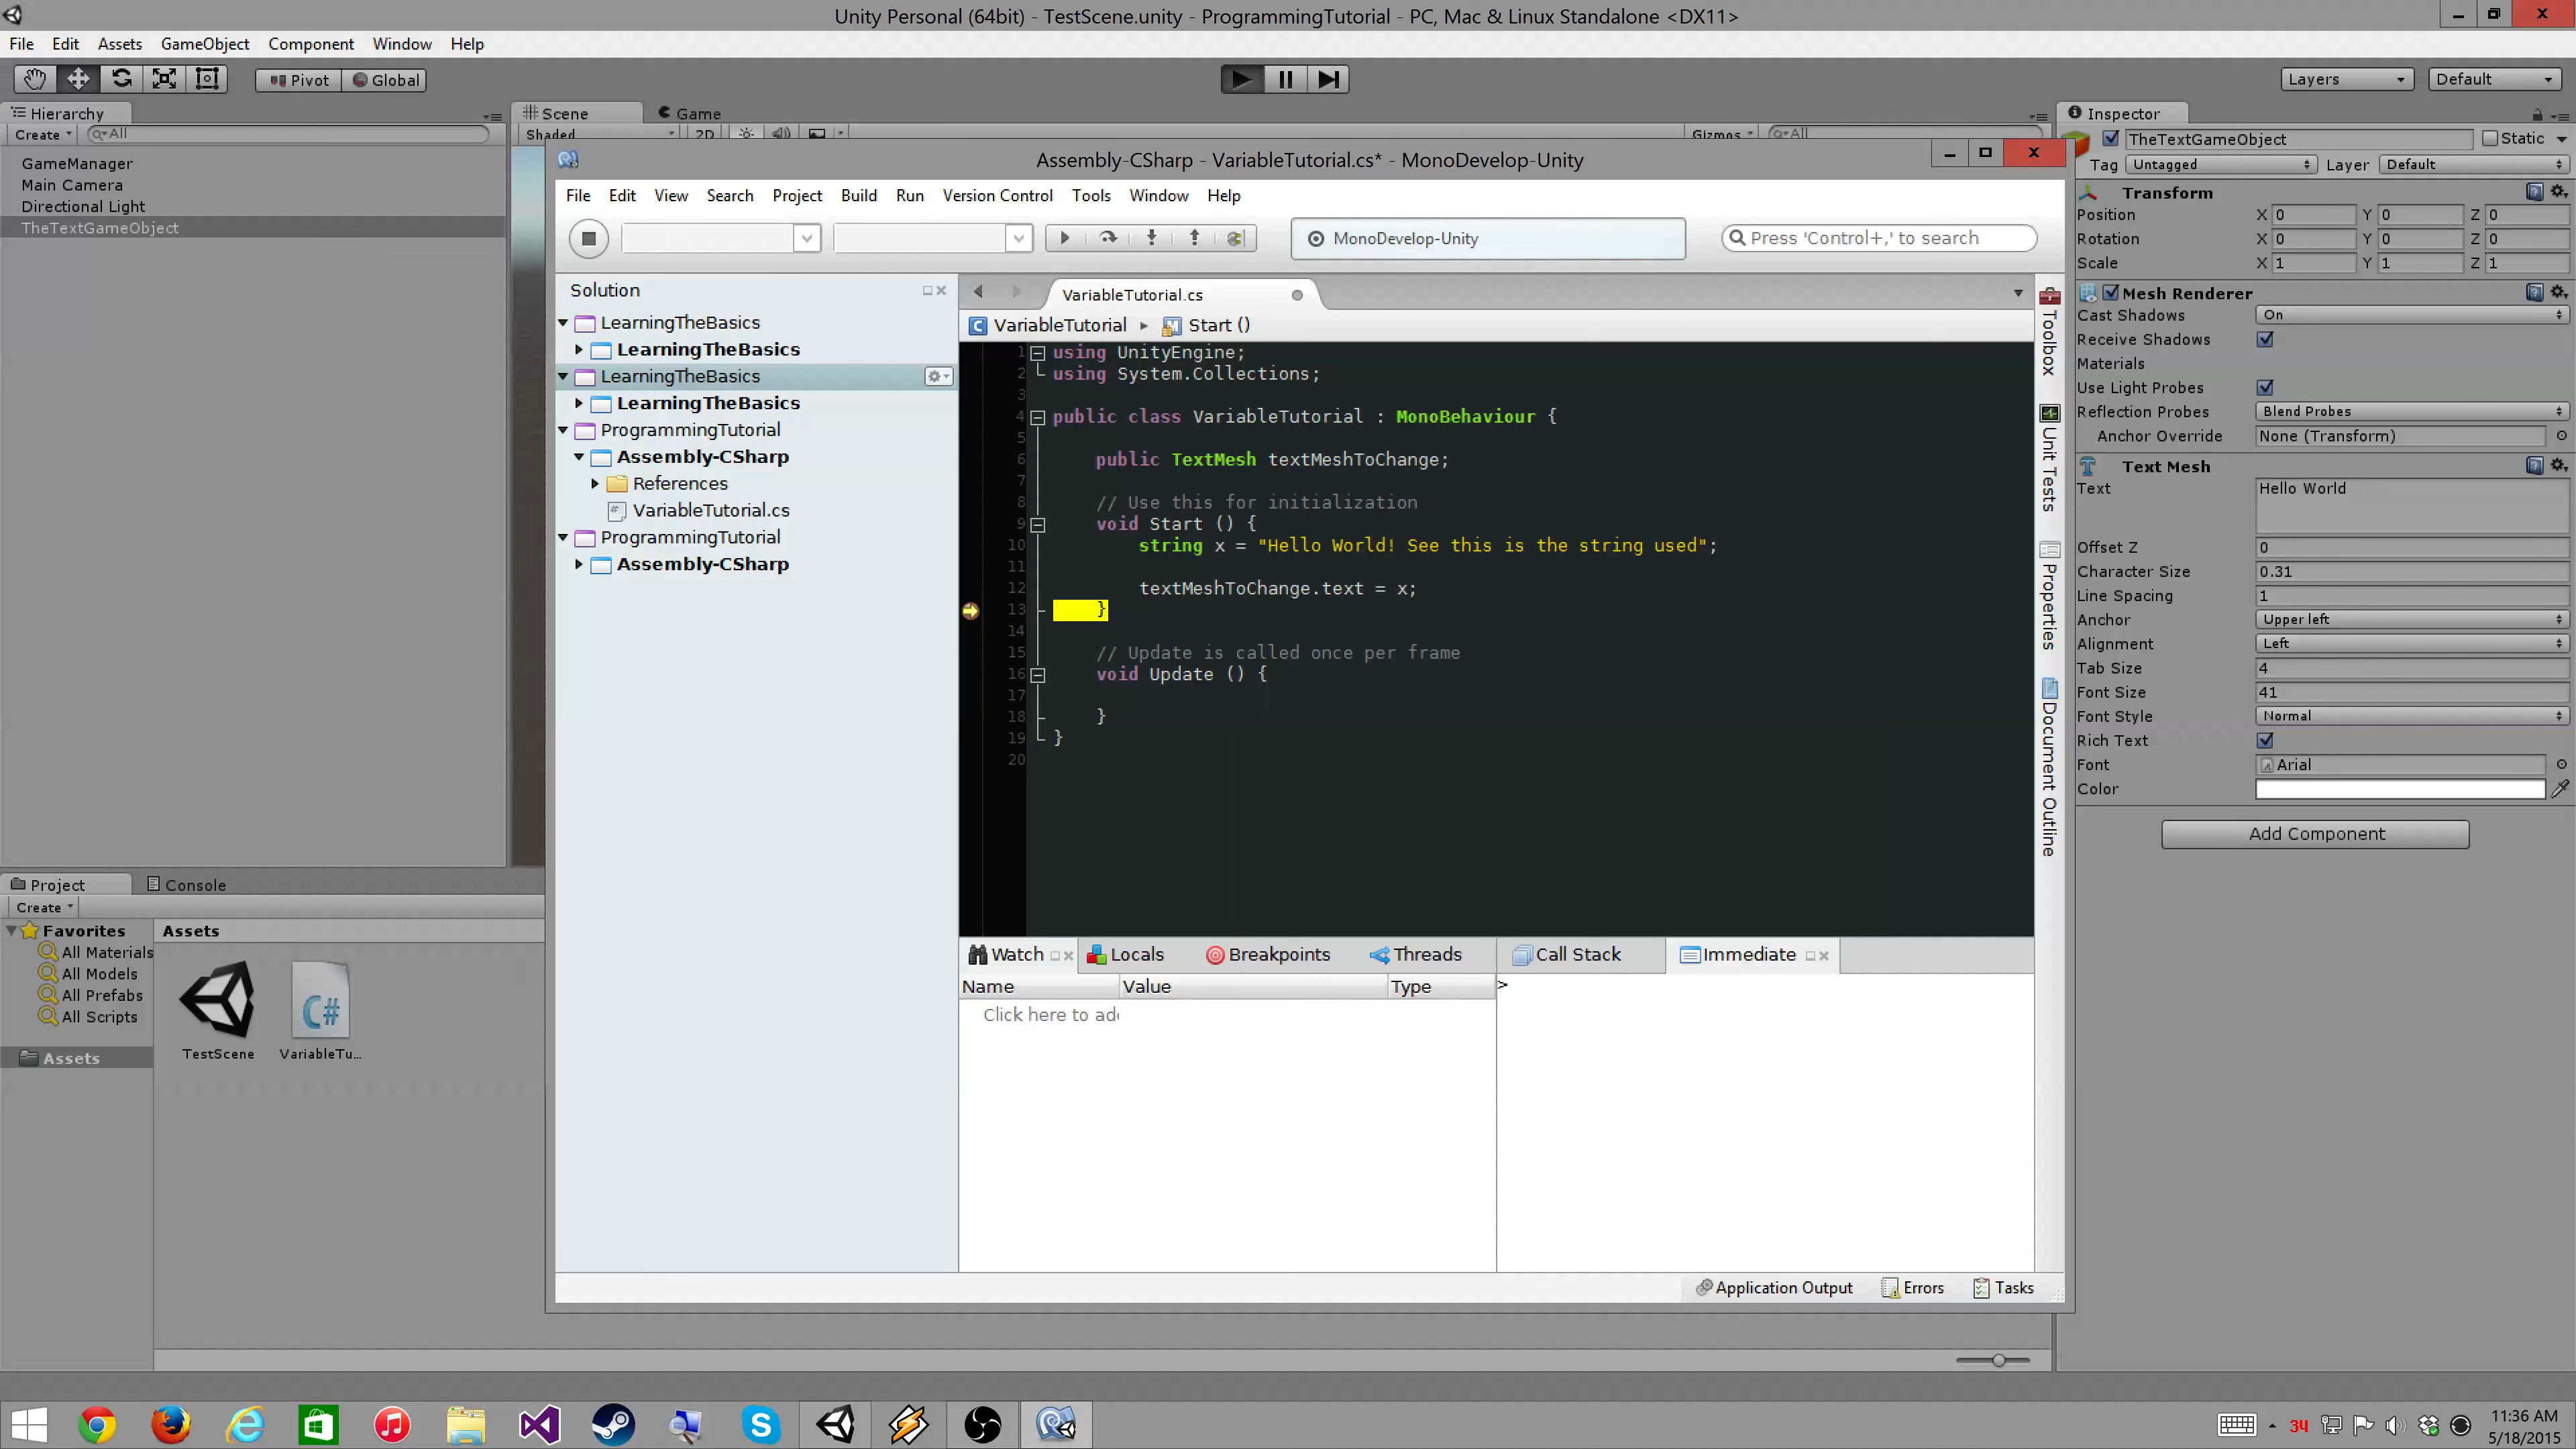 Unity Personal (64bit) - TestScene.unity - ProgrammingTutorial - PC, Mac & Linux Standalone <DX11>
File Edit Assets GameObject Component Window Help
Pivot Global Layers Default
Hierarchy
Create All
GameManager
Main Camera
Directional Light
TheTextGameObject
Scene Game
Shaded 2D Gizmos All
Assembly-CSharp - VariableTutorial.cs* - MonoDevelop-Unity
File Edit View Search Project Build Run Version Control Tools Window Help
MonoDevelop-Unity
Press 'Control+,' to search
Solution
LearningTheBasics
LearningTheBasics
LearningTheBasics
LearningTheBasics
ProgrammingTutorial
Assembly-CSharp
References
VariableTutorial.cs
ProgrammingTutorial
Assembly-CSharp
VariableTutorial.cs
VariableTutorial Start ()
1 using UnityEngine;
2 using System.Collections;
3
4 public class VariableTutorial : MonoBehaviour {
5
6 public TextMesh textMeshToChange;
7
8 // Use this for initialization
9 void Start () {
10 string x = "Hello World! See this is the string used";
11
12 textMeshToChange.text = x;
13 }
14
15 // Update is called once per frame
16 void Update () {
17
18 }
19 }
20
Toolbox
Unit Tests
Properties
Document Outline
Watch Locals Breakpoints Threads Call Stack Immediate
Name Value Type
>
Click here to ad
Application Output Errors Tasks
Inspector
TheTextGameObject Static
Tag Untagged Layer Default
Transform
Position X 0 Y 0 Z 0
Rotation X 0 Y 0 Z 0
Scale X 1 Y 1 Z 1
Mesh Renderer
Cast Shadows On
Receive Shadows
Materials
Use Light Probes
Reflection Probes Blend Probes
Anchor Override None (Transform)
Text Mesh
Text Hello World
Offset Z 0
Character Size 0.31
Line Spacing 1
Anchor Upper left
Alignment Left
Tab Size 4
Font Size 41
Font Style Normal
Rich Text
Font Arial
Color
Add Component
Project Console
Create
Favorites
All Materials
All Models
All Prefabs
All Scripts
Assets
Assets
TestScene VariableTu...
C#
34
11:36 AM
5/18/2015